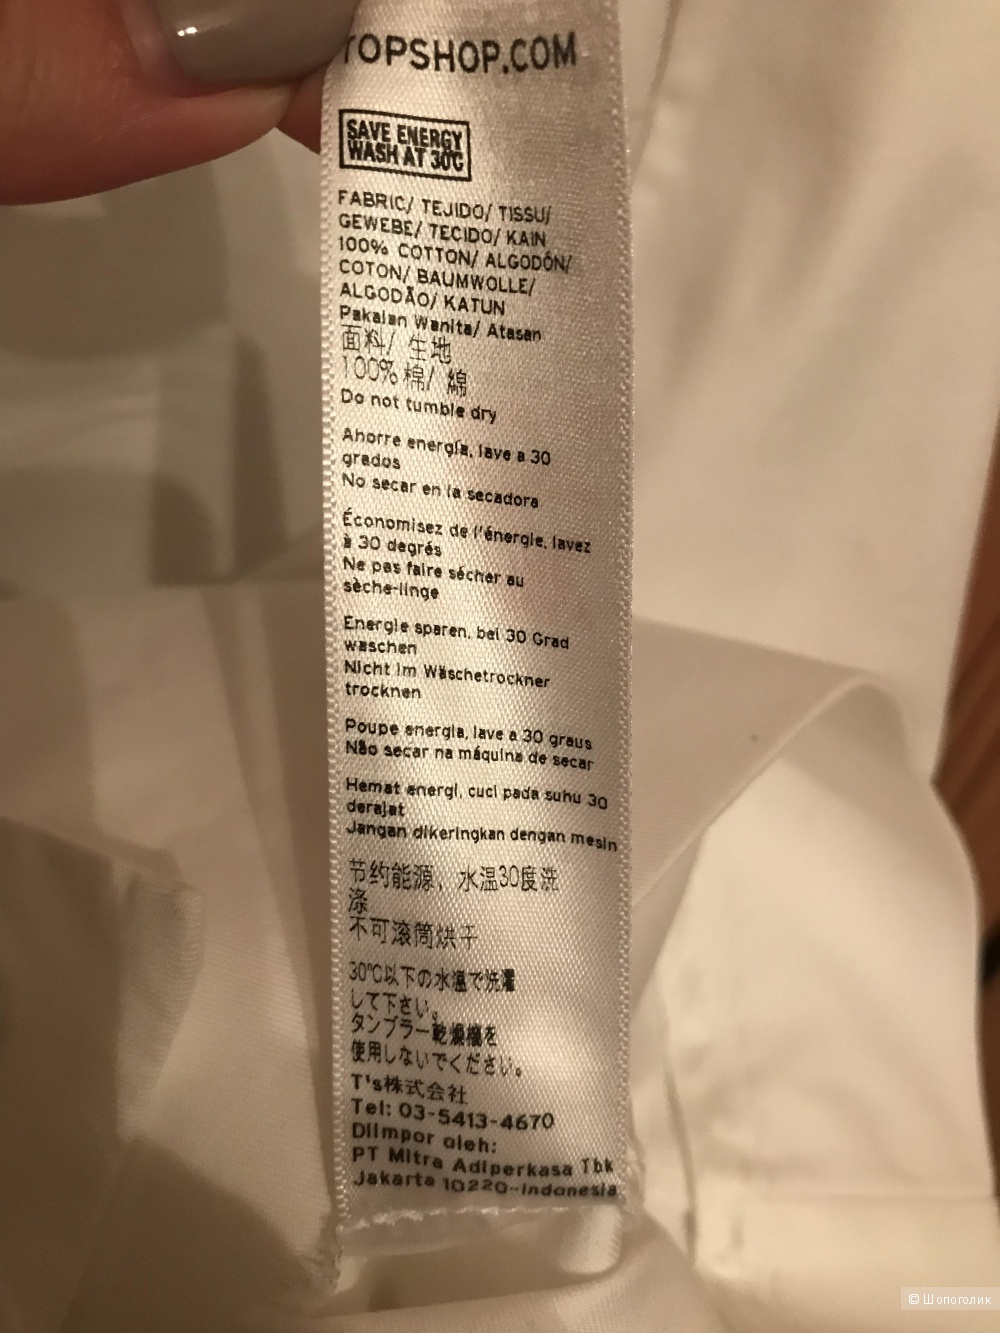 TOPSHOP.COM
SAVE ENERGY
WASH AT 30°C
FABRIC/ TEJIDO/ TISSU/
GEWEBE/ TECIDO/ KAIN
100% COTTON/ ALGODÓN/
COTON/ BAUMWOLLE/
ALGODÃO/ KATUN
Pakaian Wanita/ Atasan
面料/ 生地
100% 棉/ 綿
Do not tumble dry
Ahorre energía, lave a 30
grados
No secar en la secadora
Économisez de l'énergie, lavez
à 30 degrés
Ne pas faire sécher au
sèche-linge
Energie sparen, bei 30 Grad
waschen
Nicht im Wäschetrockner
trocknen
Poupe energia, lave a 30 graus
Não secar na máquina de secar
Hemat energi, cuci pada suhu 30
derajat
Jangan dikeringkan dengan mesin
节约能源，水温30度洗
涤
不可滚筒烘干
30℃以下の水温で洗濯
して下さい。
タンブラー乾燥機を
使用しないでください。
T's株式会社
Tel: 03-5413-4670
Diimpor oleh:
PT Mitra Adiperkasa Tbk
Jakarta 10220-Indonesia
© Шопоголик